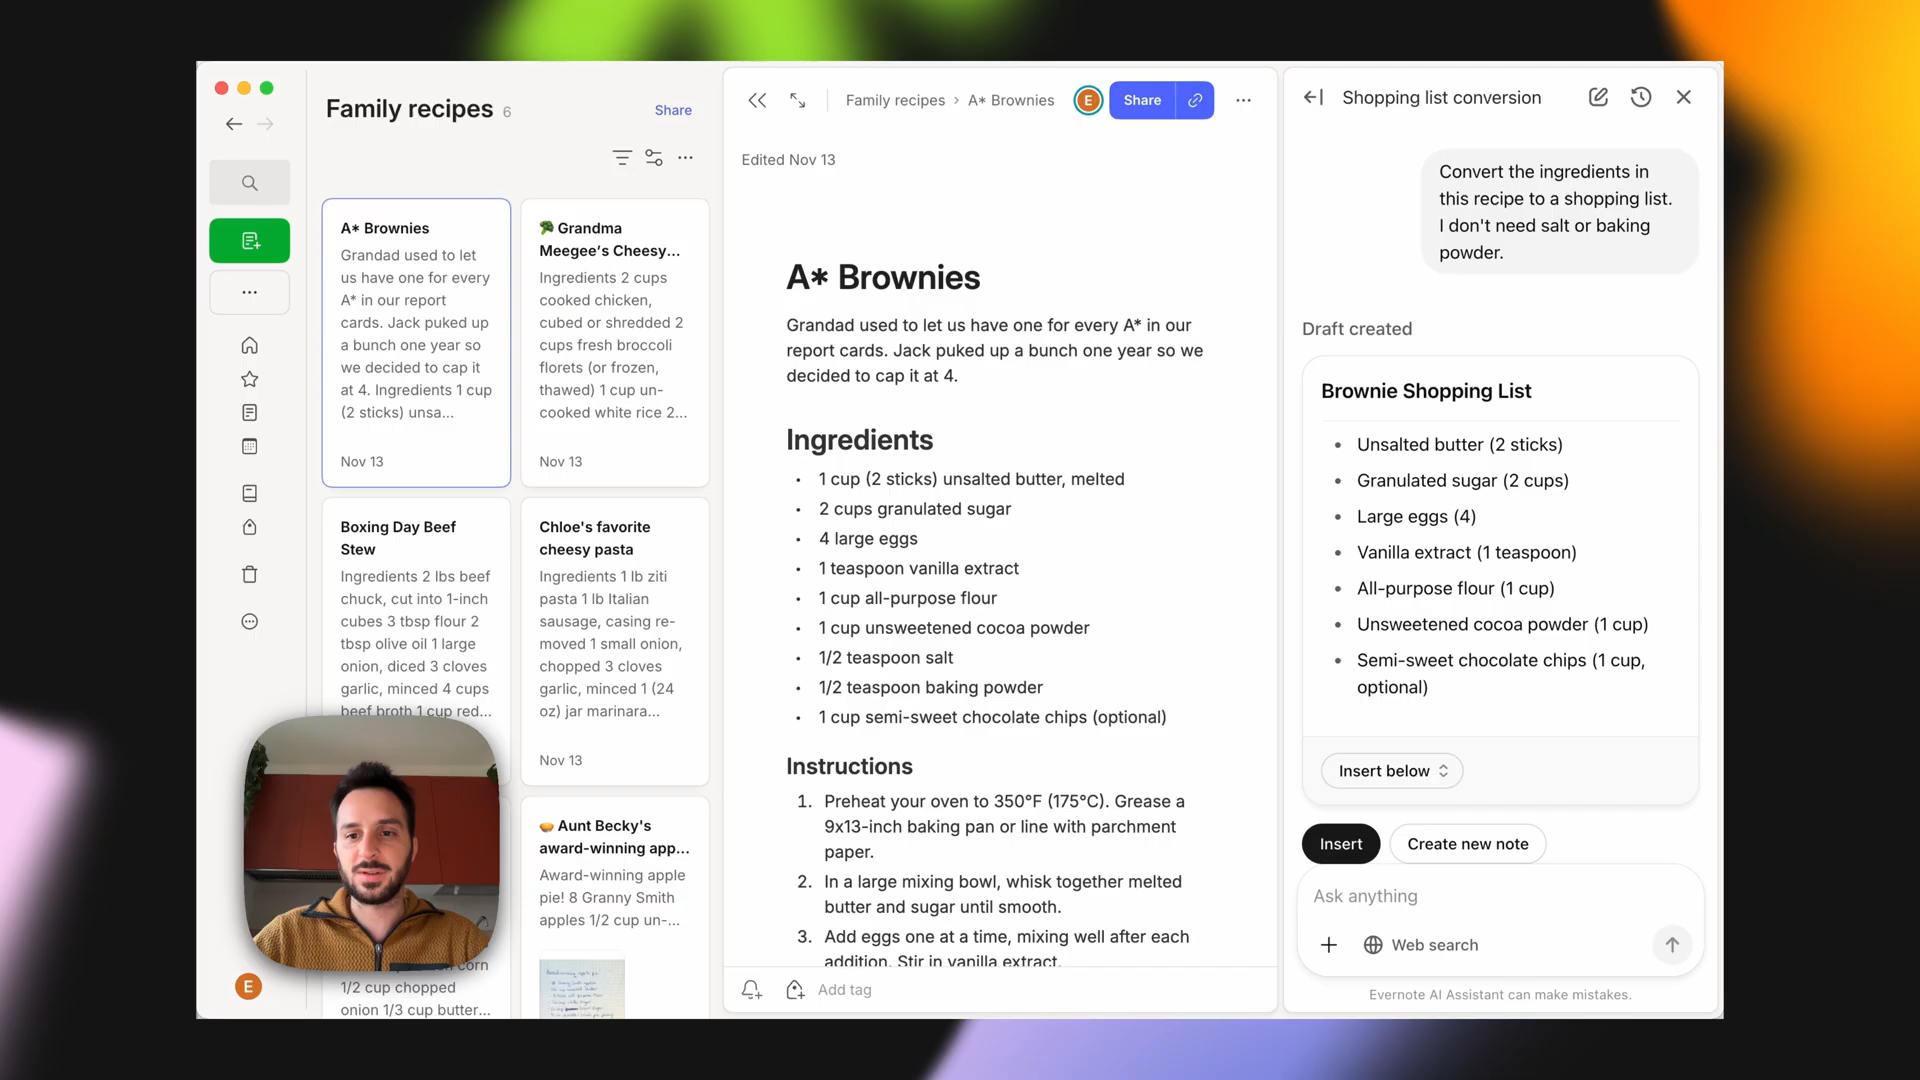 Family recipes 6
Share
A* Brownies
Grandad used to let
us have one for every
A* in our report
cards. Jack puked up
a bunch one year so
we decided to cap it
at 4. Ingredients 1 cup
(2 sticks) unsa...
Nov 13
🥦 Grandma
Meegee's Cheesy...
Ingredients 2 cups
cooked chicken,
cubed or shredded 2
cups fresh broccoli
florets (or frozen,
thawed) 1 cup un-
cooked white rice 2...
Nov 13
Boxing Day Beef
Stew
Ingredients 2 lbs beef
chuck, cut into 1-inch
cubes 3 tbsp flour 2
tbsp olive oil 1 large
onion, diced 3 cloves
garlic, minced 4 cups
beef broth 1 cup red...
Chloe's favorite
cheesy pasta
Ingredients 1 lb ziti
pasta 1 lb Italian
sausage, casing re-
moved 1 small onion,
chopped 3 cloves
garlic, minced 1 (24
oz) jar marinara...
Nov 13
corn
1/2 cup chopped
onion 1/3 cup butter...
🥧 Aunt Becky's
award-winning app...
Award-winning apple
pie! 8 Granny Smith
apples 1/2 cup un-...
E
Family recipes › A* Brownies
E
Share
Edited Nov 13
A* Brownies
Grandad used to let us have one for every A* in our
report cards. Jack puked up a bunch one year so we
decided to cap it at 4.
Ingredients
• 1 cup (2 sticks) unsalted butter, melted
• 2 cups granulated sugar
• 4 large eggs
• 1 teaspoon vanilla extract
• 1 cup all-purpose flour
• 1 cup unsweetened cocoa powder
• 1/2 teaspoon salt
• 1/2 teaspoon baking powder
• 1 cup semi-sweet chocolate chips (optional)
Instructions
1. Preheat your oven to 350°F (175°C). Grease a
9x13-inch baking pan or line with parchment
paper.
2. In a large mixing bowl, whisk together melted
butter and sugar until smooth.
3. Add eggs one at a time, mixing well after each
addition. Stir in vanilla extract.
Add tag
Shopping list conversion
Convert the ingredients in
this recipe to a shopping list.
I don't need salt or baking
powder.
Draft created
Brownie Shopping List
• Unsalted butter (2 sticks)
• Granulated sugar (2 cups)
• Large eggs (4)
• Vanilla extract (1 teaspoon)
• All-purpose flour (1 cup)
• Unsweetened cocoa powder (1 cup)
• Semi-sweet chocolate chips (1 cup,
optional)
Insert below
Insert
Create new note
Ask anything
Web search
Evernote AI Assistant can make mistakes.